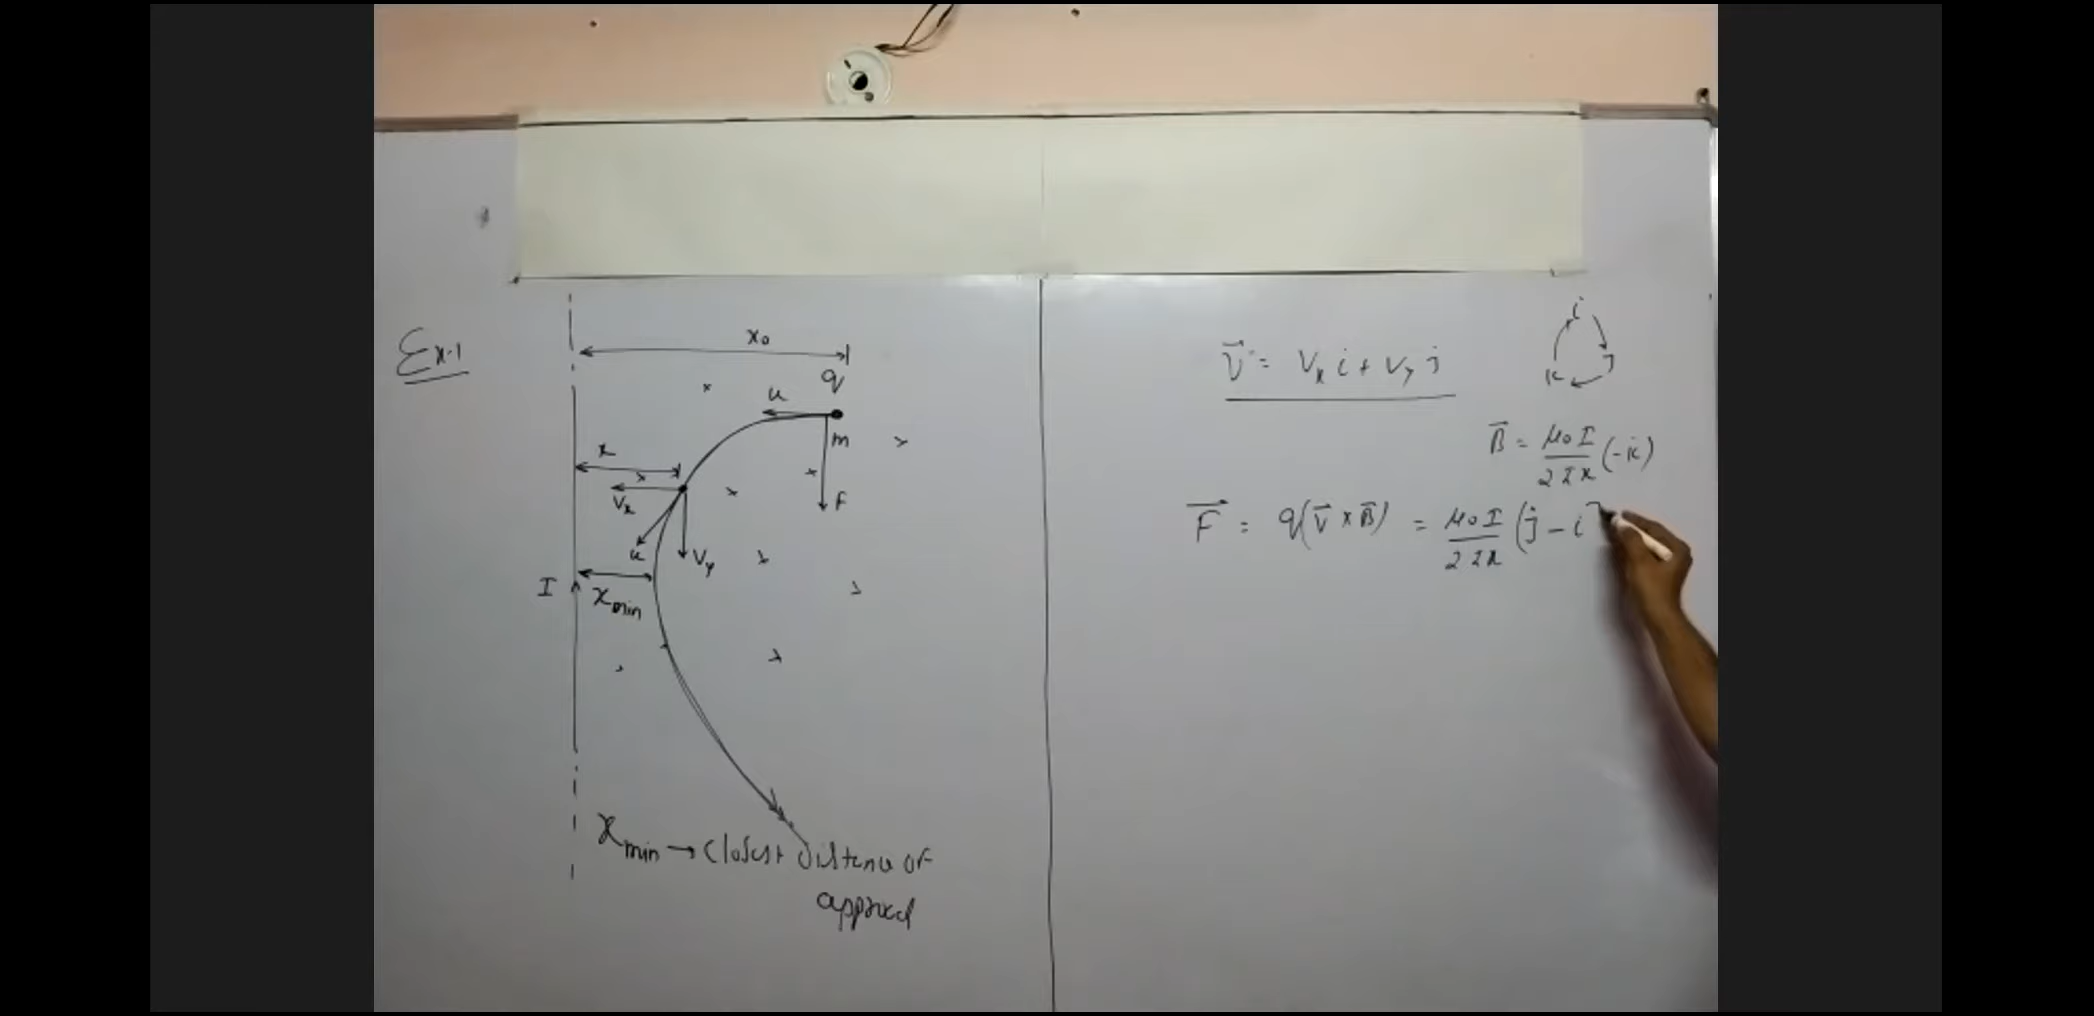 Ex-1
x₀
q
u
m
x
F
Vx
u
Vy
I
xmin
xmin → Closest distance of
approach
V⃗ = Vx i + Vy j
i
k j
B⃗ = μ₀I/2πx (-k)
F⃗ = q(V⃗ × B⃗) = μ₀I/2πx (j - i